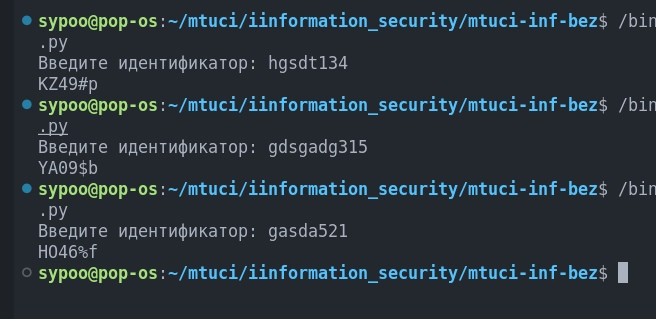 sypoo@pop-os:~/mtuci/iinformation_security/mtuci-inf-bez$ /bin
.py
Введите идентификатор: hgsdt134
KZ49#p
sypoo@pop-os:~/mtuci/iinformation_security/mtuci-inf-bez$ /bin
.py
Введите идентификатор: gdsgadg315
YA09$b
sypoo@pop-os:~/mtuci/iinformation_security/mtuci-inf-bez$ /bin
.py
Введите идентификатор: gasda521
HO46%f
sypoo@pop-os:~/mtuci/iinformation_security/mtuci-inf-bez$